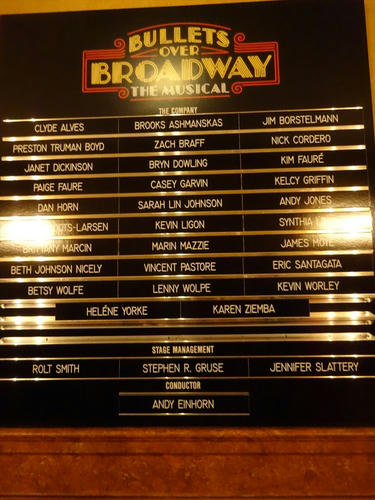 BULLETS
OVER
BROADWAY
THE MUSICAL
THE COMPANY
CLYDE ALVES BROOKS ASHMANSKAS JIM BORSTELMANN
PRESTON TRUMAN BOYD ZACH BRAFF NICK CORDERO
JANET DICKINSON BRYN DOWLING KIM FAURÉ
PAIGE FAURE CASEY GARVIN KELCY GRIFFIN
DAN HORN SARAH LIN JOHNSON ANDY JONES
KEVIN LIGON SYNTHIA
BRITTANY MARCIN MARIN MAZZIE JAMES MOYE
BETH JOHNSON NICELY VINCENT PASTORE ERIC SANTAGATA
BETSY WOLFE LENNY WOLPE KEVIN WORLEY
HELÉNE YORKE KAREN ZIEMBA
STAGE MANAGEMENT
ROLT SMITH STEPHEN R. GRUSE JENNIFER SLATTERY
CONDUCTOR
ANDY EINHORN